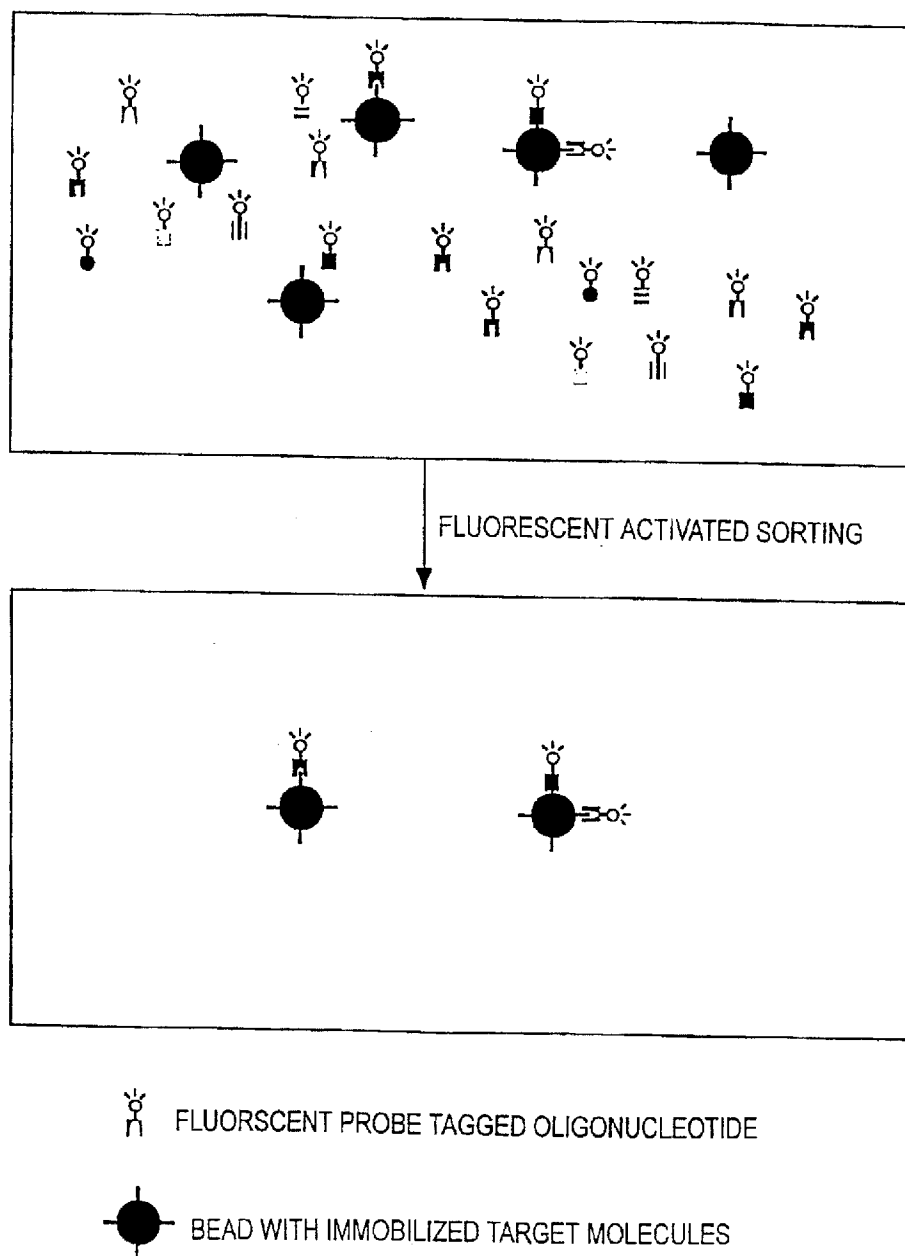 FLUORESCENT ACTIVATED SORTING
FLUORSCENT PROBE TAGGED OLIGONUCLEOTIDE
BEAD WITH IMMOBILIZED TARGET MOLECULES